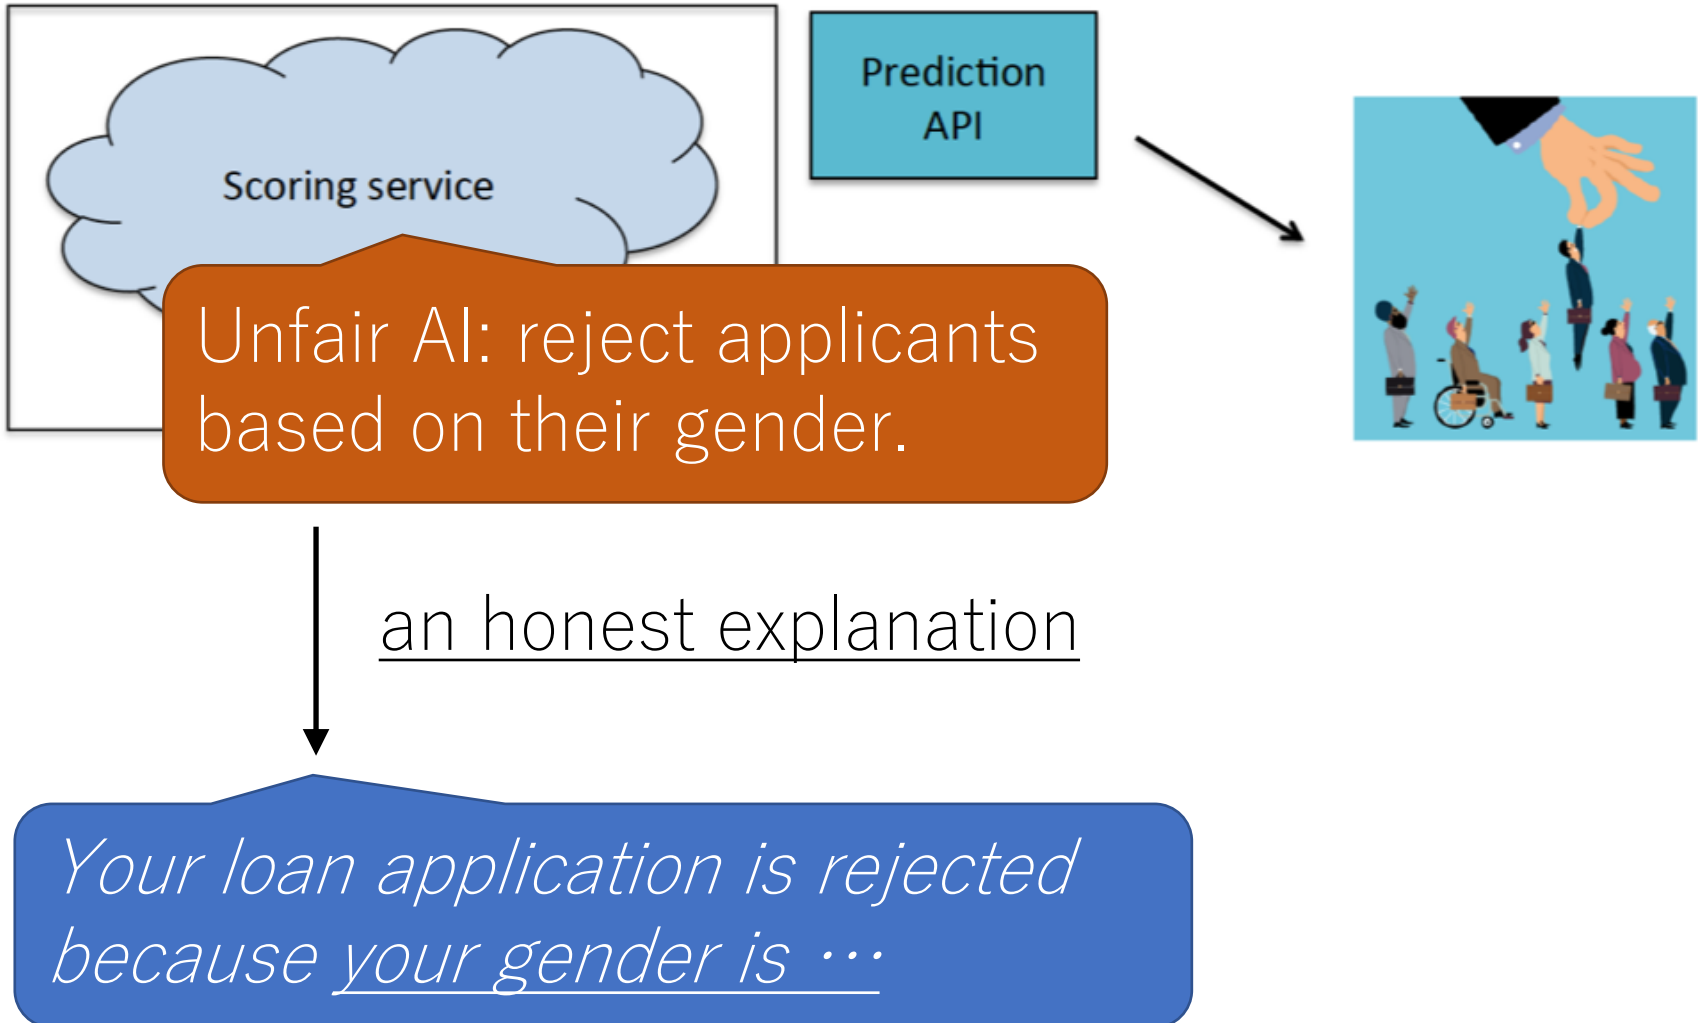 Scoring service
Prediction
API
Unfair AI: reject applicants
based on their gender.
an honest explanation
Your loan application is rejected
because your gender is …